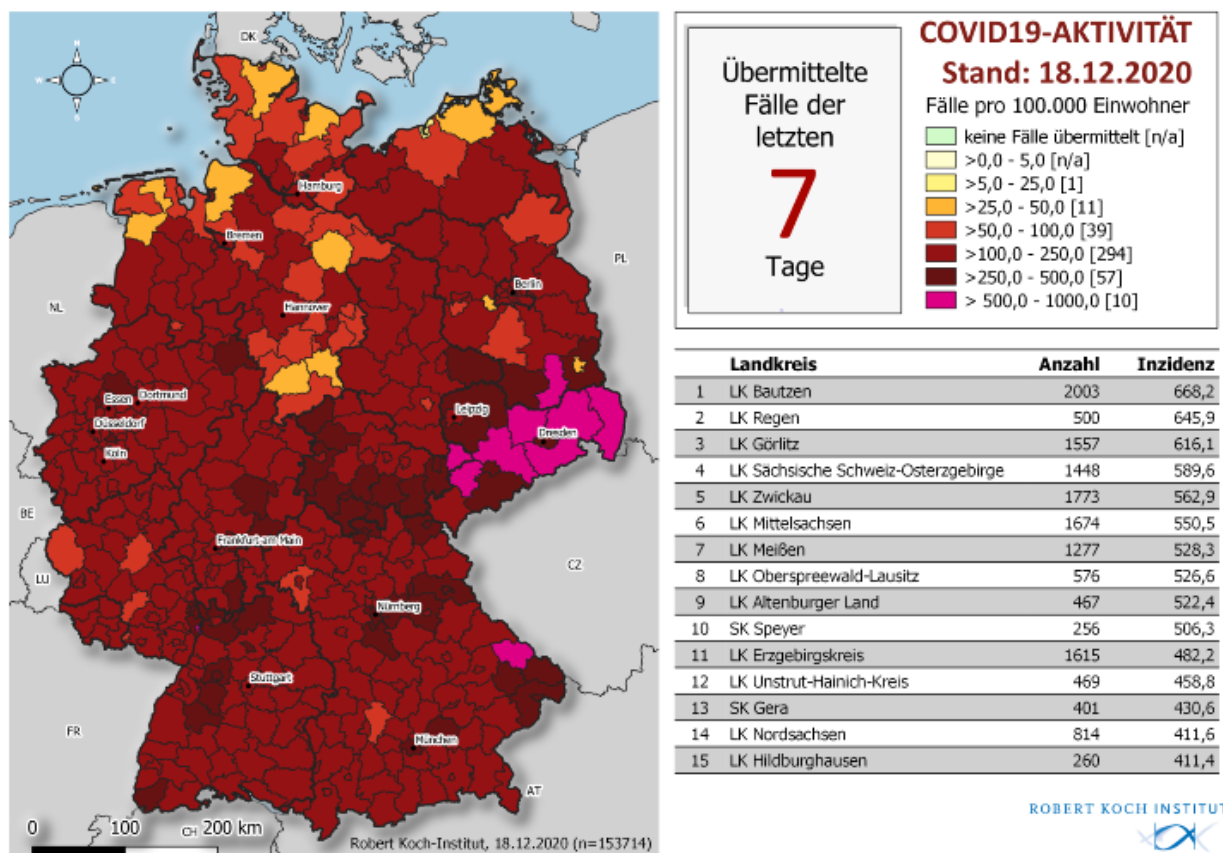 DK
Hamburg
Bremen
PL
Berlin
NL
Hannover
Essen
Dortmund
Düsseldorf
Leipzig
Dresden
Köln
BE
Frankfurt am Main
CZ
LU
Nürnberg
Stuttgart
FR
München
AT
0 100 CH 200 km
Robert Koch-Institut, 18.12.2020 (n=153714)
Übermittelte
Fälle der
letzten
7
Tage
COVID19-AKTIVITÄT
Stand: 18.12.2020
Fälle pro 100.000 Einwohner
keine Fälle übermittelt [n/a]
>0,0 - 5,0 [n/a]
>5,0 - 25,0 [1]
>25,0 - 50,0 [11]
>50,0 - 100,0 [39]
>100,0 - 250,0 [294]
>250,0 - 500,0 [57]
> 500,0 - 1000,0 [10]
Landkreis Anzahl Inzidenz
1 LK Bautzen 2003 668,2
2 LK Regen 500 645,9
3 LK Görlitz 1557 616,1
4 LK Sächsische Schweiz-Osterzgebirge 1448 589,6
5 LK Zwickau 1773 562,9
6 LK Mittelsachsen 1674 550,5
7 LK Meißen 1277 528,3
8 LK Oberspreewald-Lausitz 576 526,6
9 LK Altenburger Land 467 522,4
10 SK Speyer 256 506,3
11 LK Erzgebirgskreis 1615 482,2
12 LK Unstrut-Hainich-Kreis 469 458,8
13 SK Gera 401 430,6
14 LK Nordsachsen 814 411,6
15 LK Hildburghausen 260 411,4
ROBERT KOCH INSTITUT